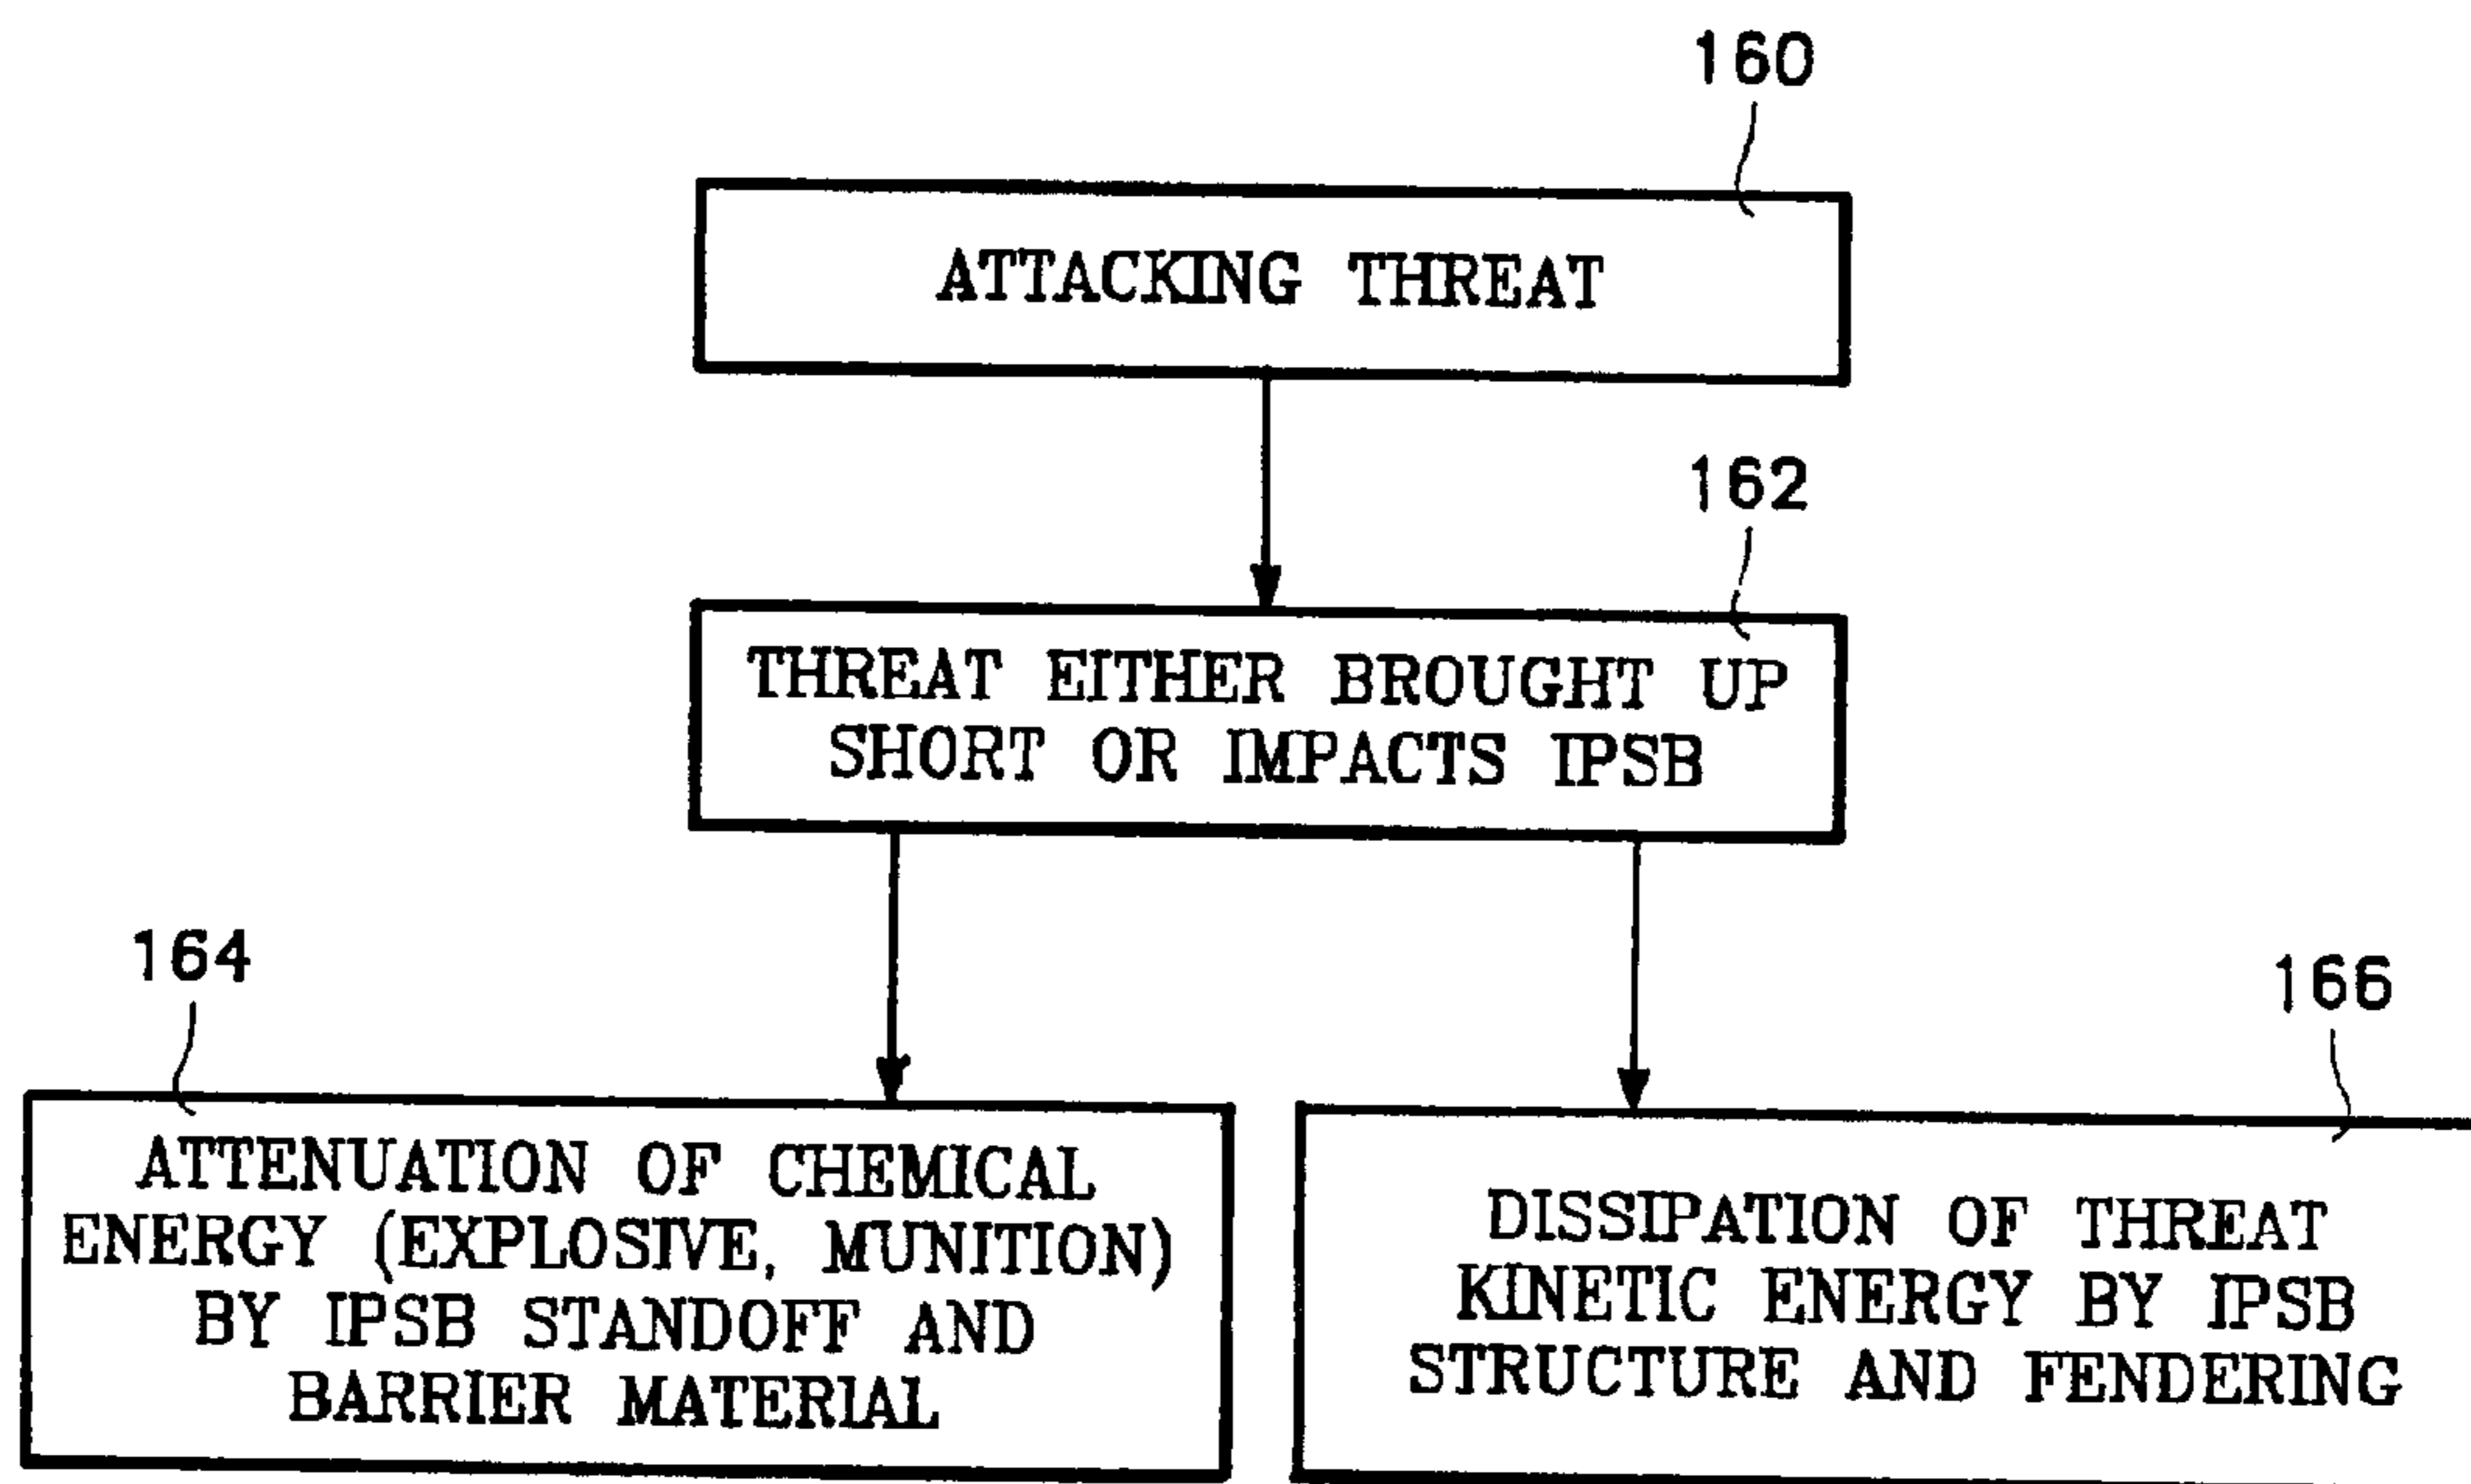 160
ATTACKING THREAT
162
THREAT EITHER BROUGHT UP
SHORT OR IMPACTS IPSB
164
166
ATTENUATION OF CHEMICAL
ENERGY (EXPLOSIVE, MUNITION)
BY IPSB STANDOFF AND
BARRIER MATERIAL
DISSIPATION OF THREAT
KINETIC ENERGY BY IPSB
STRUCTURE AND FENDERING